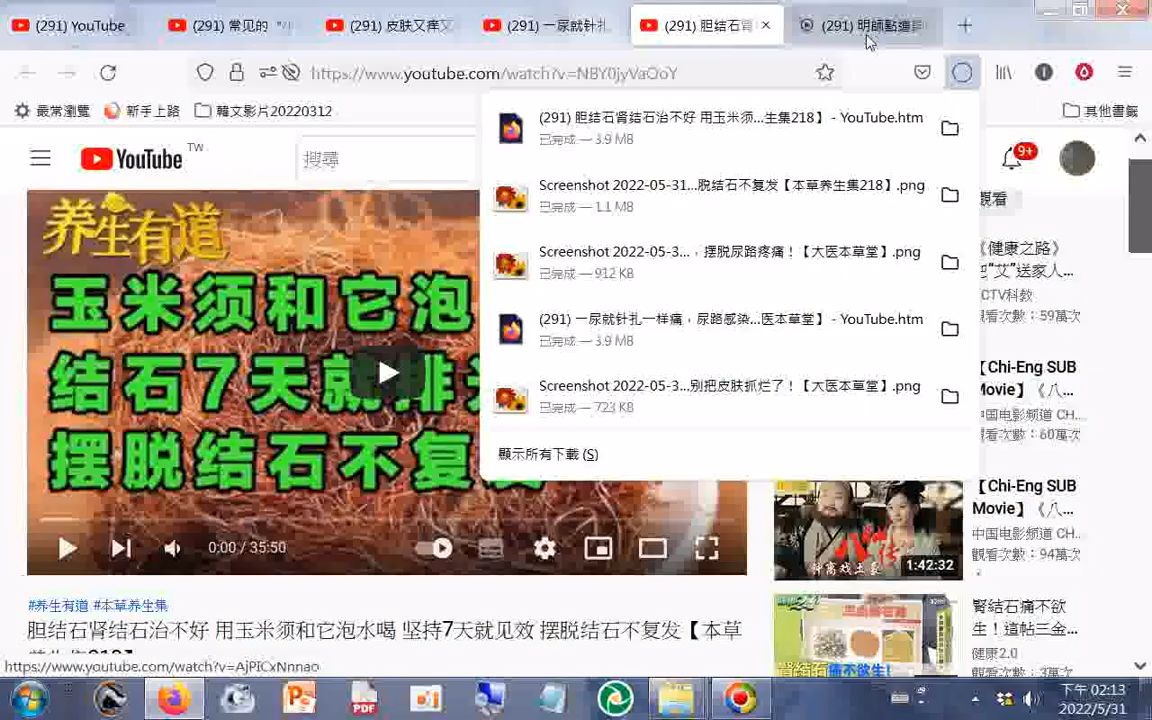 (291) YouTube
(291) 常见的
(291) 皮肤又痒又
(291) 一尿就针扎
(291) 胆结石肾
(291) 明師點進
https://www.youtube.com/watch?v=NBY0jyVaOoY
最常瀏覽
新手上路
韓文影片20220312
其他書籤
(291) 胆结石肾结石治不好 用玉米须...生集218】 - YouTube.htm
已完成 — 3.9 MB
Screenshot 2022-05-31...脱结石不复发【本草养生集218】.png
已完成 — 1.1 MB
Screenshot 2022-05-3...，摆脱尿路疼痛！【大医本草堂】.png
已完成 — 912 KB
(291) 一尿就针扎一样痛，尿路感染...医本草堂】 - YouTube.htm
已完成 — 3.9 MB
Screenshot 2022-05-3...别把皮肤抓烂了！【大医本草堂】.png
已完成 — 723 KB
顯示所有下載 (S)
YouTube TW
搜尋
9+
养生有道
玉米须和它泡
结石7天就排
摆脱结石不复
0:00 / 35:50
觀看
《健康之路》
把“艾”送家人...
CTV科教
觀看次數：59萬次
【Chi-Eng SUB
Movie】《八...
中国电影频道 CH...
觀看次數：60萬次
【Chi-Eng SUB
Movie】《八...
中国电影频道 CH...
觀看次數：94萬次
1:42:32
腎結石痛不欲
生！這帖三金...
健康2.0
觀看次數：3萬次
腎結石痛不欲生!
#养生有道 #本草养生集
胆结石肾结石治不好 用玉米须和它泡水喝 坚持7天就见效 摆脱结石不复发【本草
https://www.youtube.com/watch?v=AjPICxNnnao
PDF
下午 02:13
2022/5/31